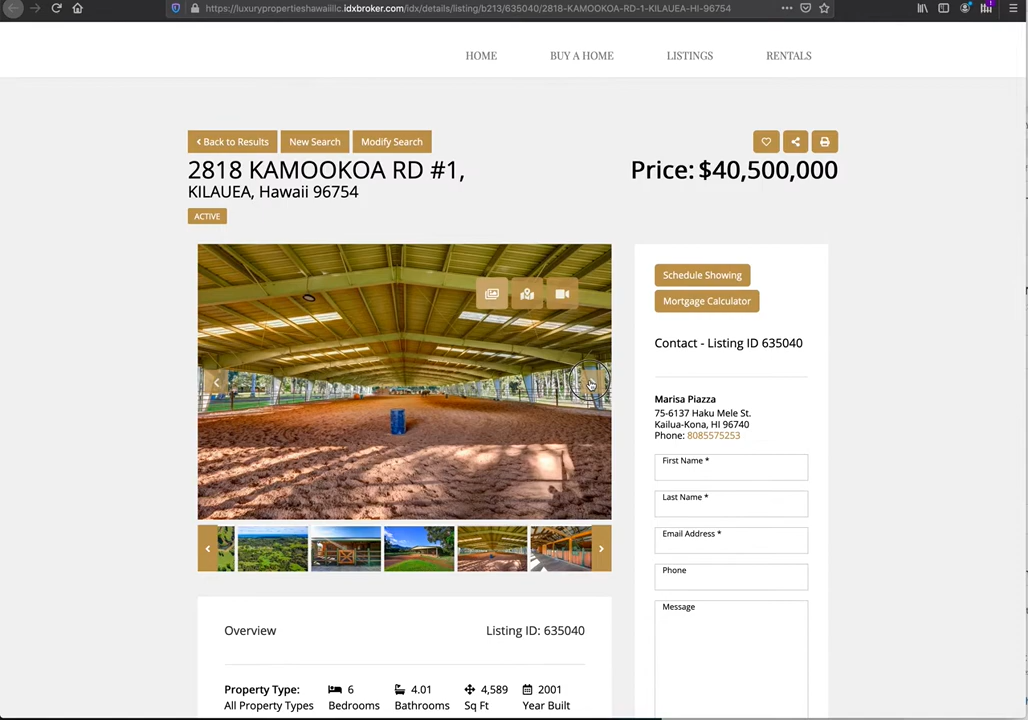 https://luxurypropertieshawaiillc.idxbroker.com/idx/details/listing/b213/635040/2818-KAMOOKOA-RD-1-KILAUEA-HI-96754
HOME BUY A HOME LISTINGS RENTALS
Back to Results New Search Modify Search
2818 KAMOOKOA RD #1,
KILAUEA, Hawaii 96754
Price: $40,500,000
ACTIVE
Schedule Showing
Mortgage Calculator
Contact - Listing ID 635040
Marisa Piazza
75-6137 Haku Mele St.
Kailua-Kona, HI 96740
Phone: 8085575253
First Name *
Last Name *
Email Address *
Phone
Message
Overview Listing ID: 635040
Property Type: 6 4.01 4,589 2001
All Property Types Bedrooms Bathrooms Sq Ft Year Built